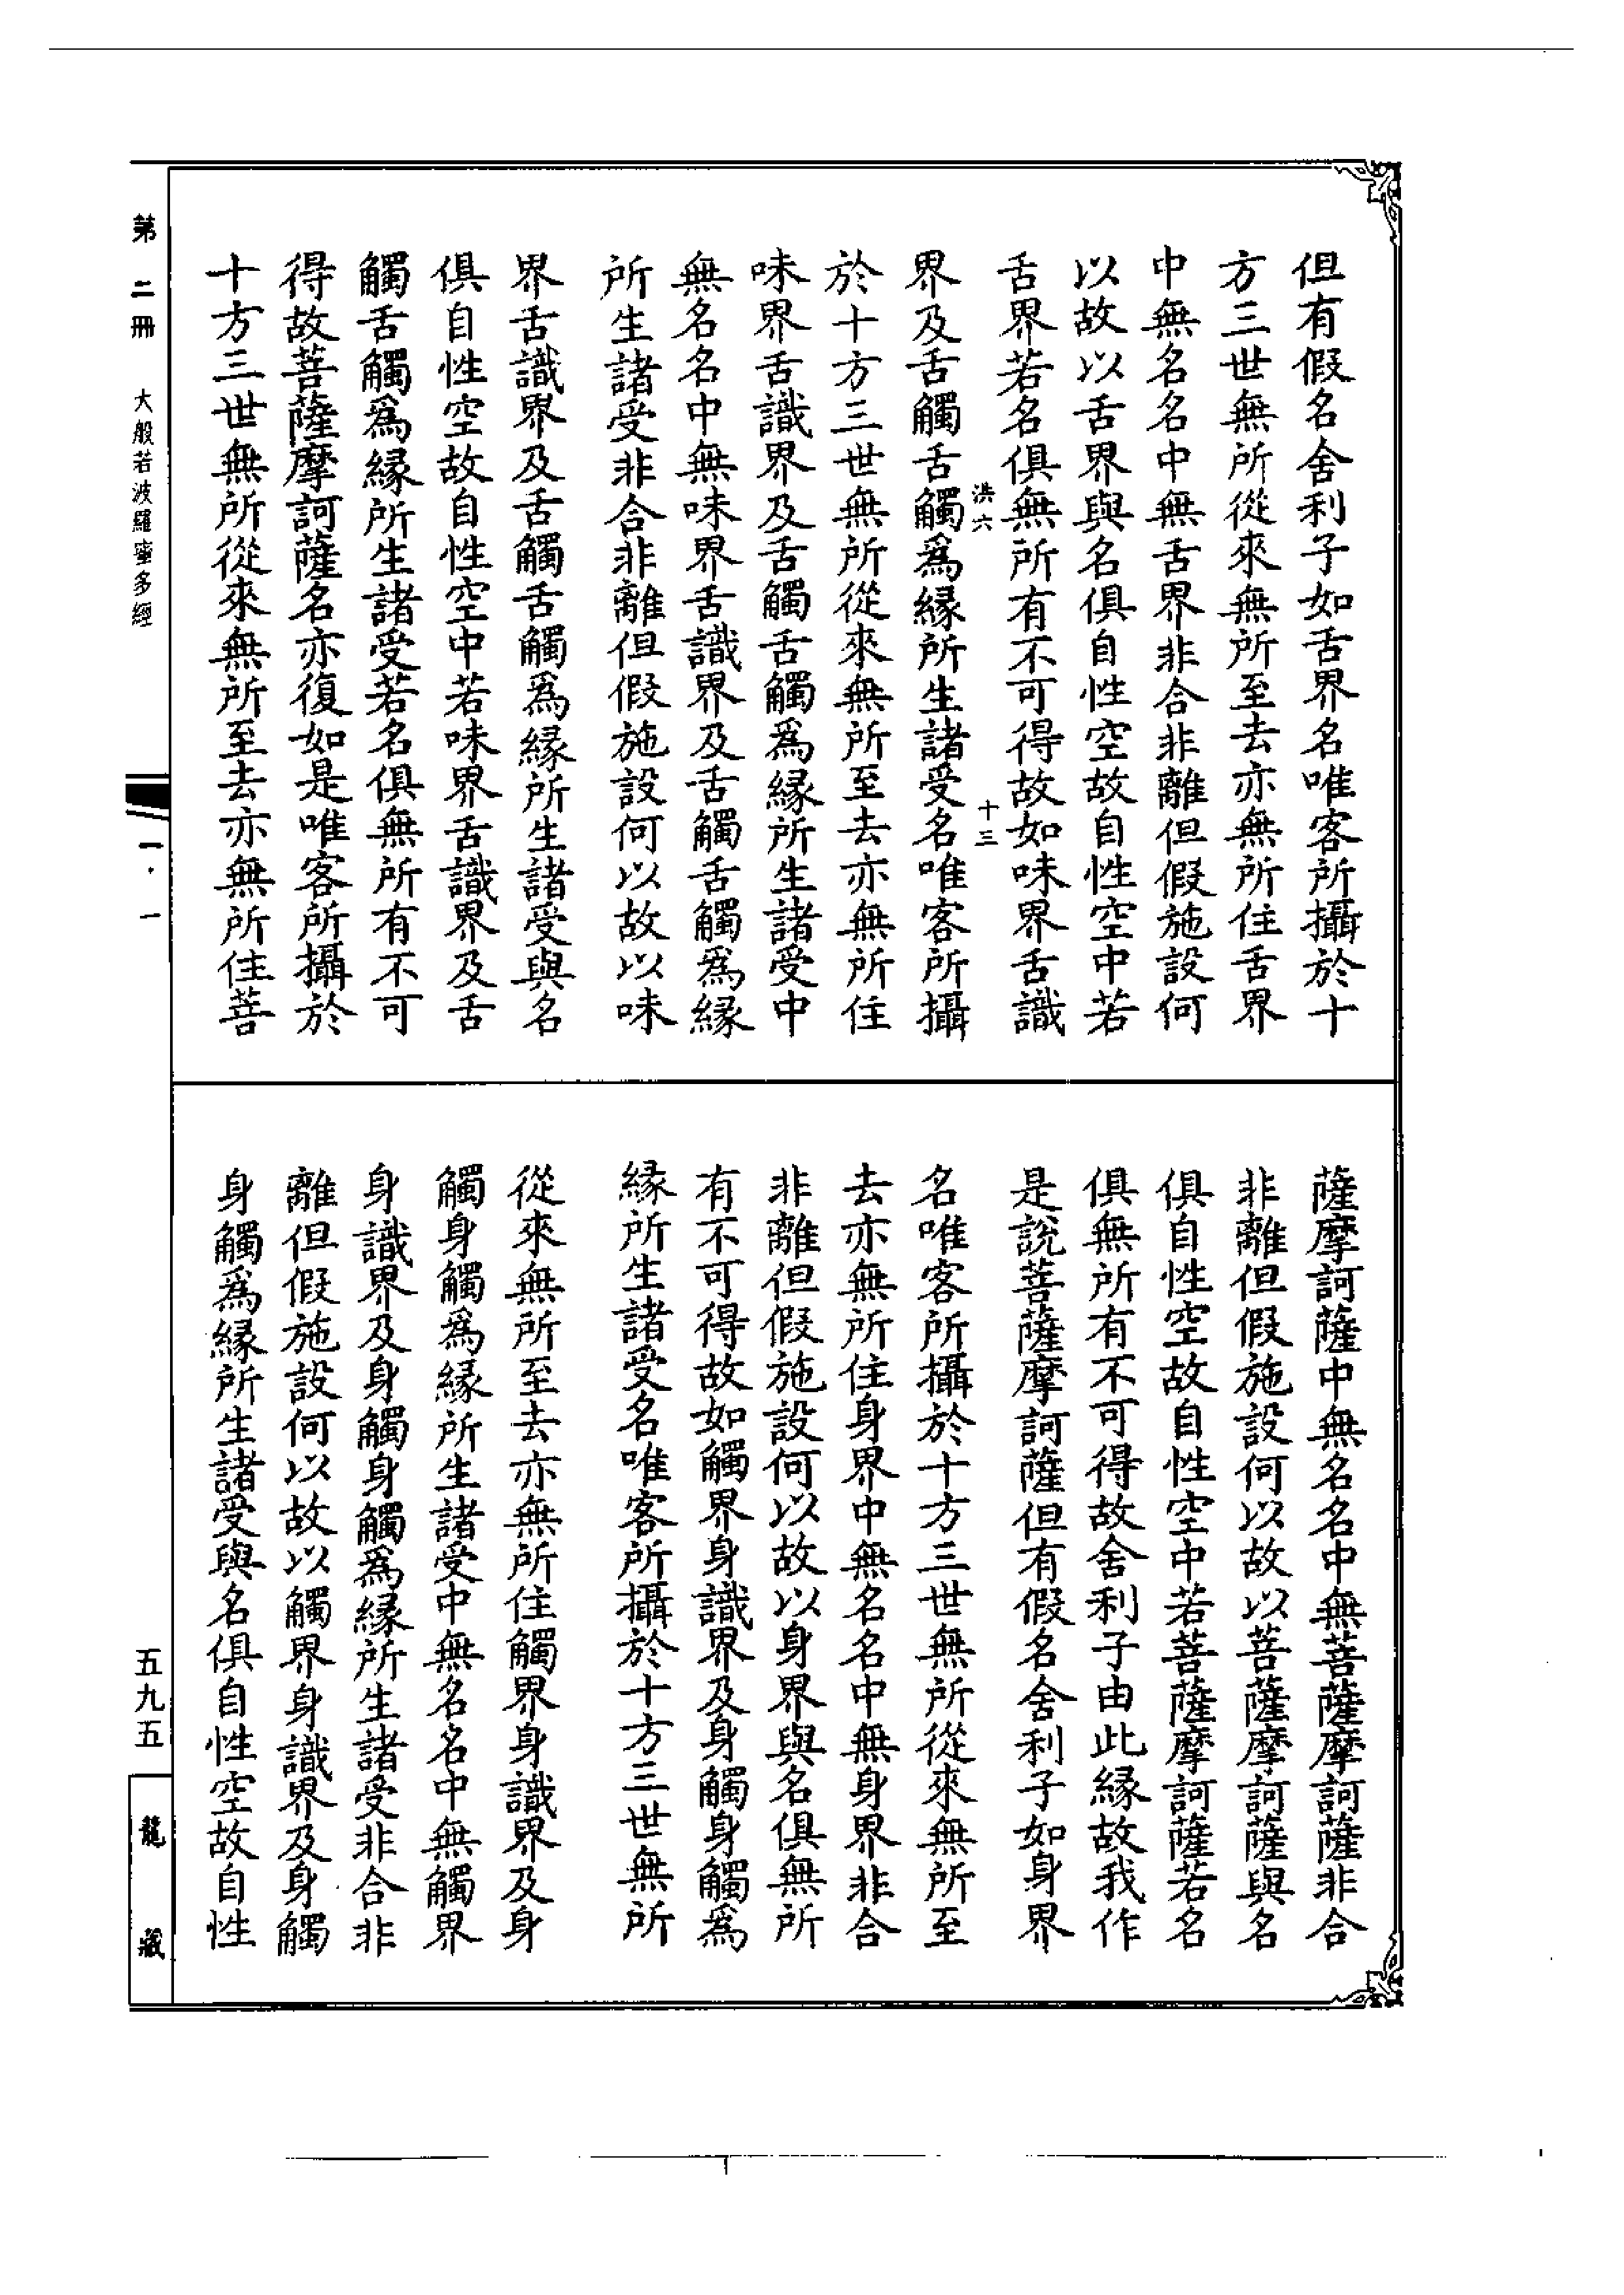 但有假名舍利子如舌界名唯客所攝於十
方三世無所從來無所至去亦無所住舌界
中無名名中無舌界非合非離但假施設何
以故以舌界與名俱自性空故自性空中若
舌界若名俱無所有不可得故如味界舌識
洪六 十三
界及舌觸舌觸爲緣所生諸受名唯客所攝
於十方三世無所從來無所至去亦無所住
味界舌識界及舌觸舌觸爲緣所生諸受中
無名名中無味界舌識界及舌觸舌觸爲緣
所生諸受非合非離但假施設何以故以味
界舌識界及舌觸舌觸爲緣所生諸受與名
俱自性空故自性空中若味界舌識界及舌
觸舌觸爲緣所生諸受若名俱無所有不可
得故菩薩摩訶薩名亦復如是唯客所攝於
十方三世無所從來無所至去亦無所住菩
薩摩訶薩中無名名中無菩薩摩訶薩非合
非離但假施設何以故以菩薩摩訶薩與名
俱自性空故自性空中若菩薩摩訶薩若名
俱無所有不可得故舍利子由此緣故我作
是說菩薩摩訶薩但有假名舍利子如身界
名唯客所攝於十方三世無所從來無所至
去亦無所住身界中無名名中無身界非合
非離但假施設何以故以身界與名俱無所
有不可得故如觸界身識界及身觸身觸爲
緣所生諸受名唯客所攝於十方三世無所
從來無所至去亦無所住觸界身識界及身
觸身觸爲緣所生諸受中無名名中無觸界
身識界及身觸身觸爲緣所生諸受非合非
離但假施設何以故以觸界身識界及身觸
身觸爲緣所生諸受與名俱自性空故自性
第二冊 大般若波羅蜜多經
一·一
五九五
龍藏